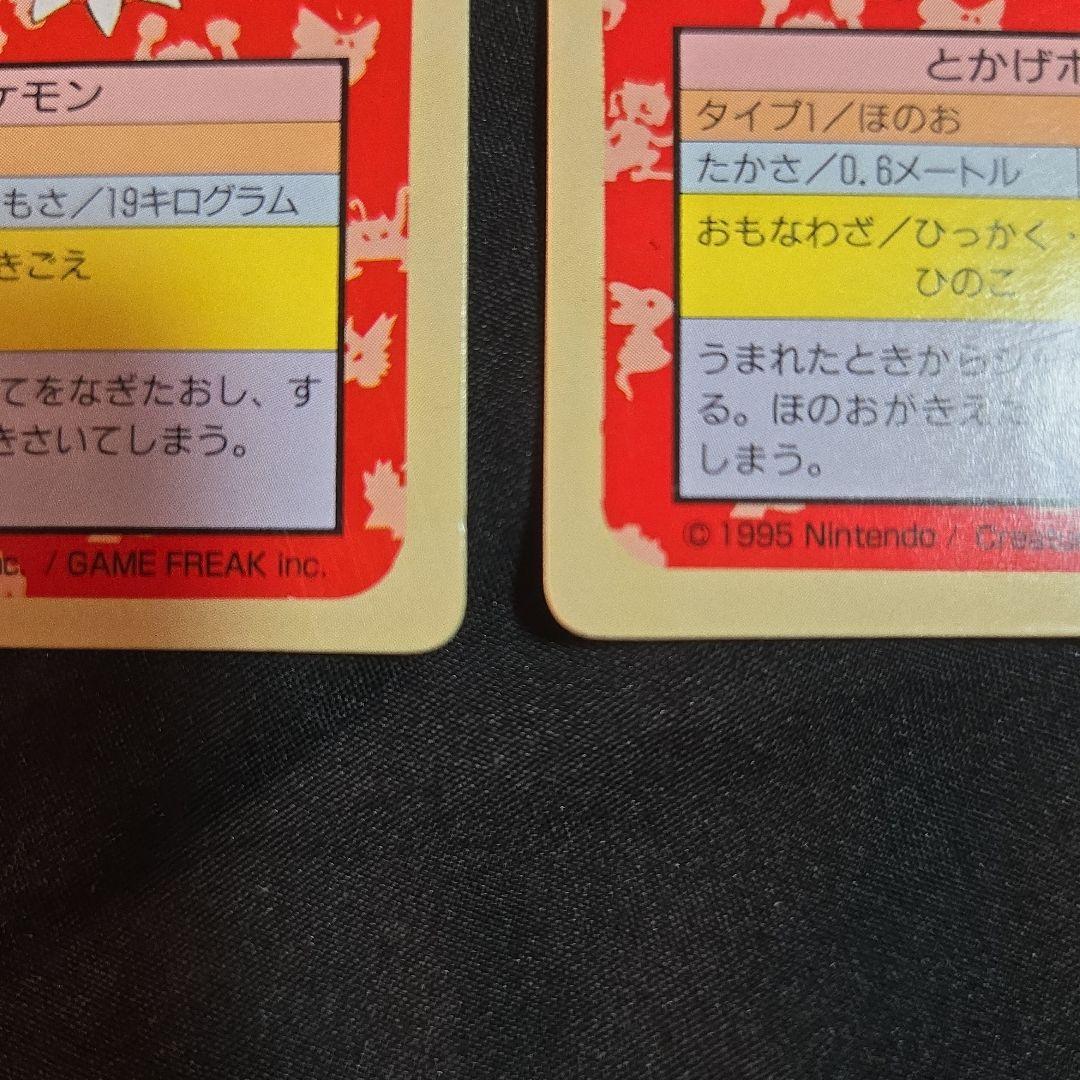 ケモン
もさ/19キログラム
きごえ
てをなぎたおし、す
きさいてしまう。
/ GAME FREAK inc.
とかげポ
タイプ1/ほのお
たかさ/0.6メートル
おもなわざ/ひっかく・
ひのこ
うまれたときからシッ
る。ほのおがきえた
しまう。
© 1995 Nintendo / Creatu